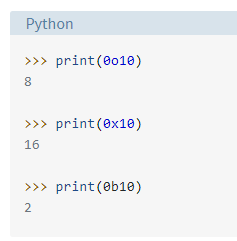 Python
>>> print(0o10)
8
>>> print(0x10)
16
>>> print(0b10)
2